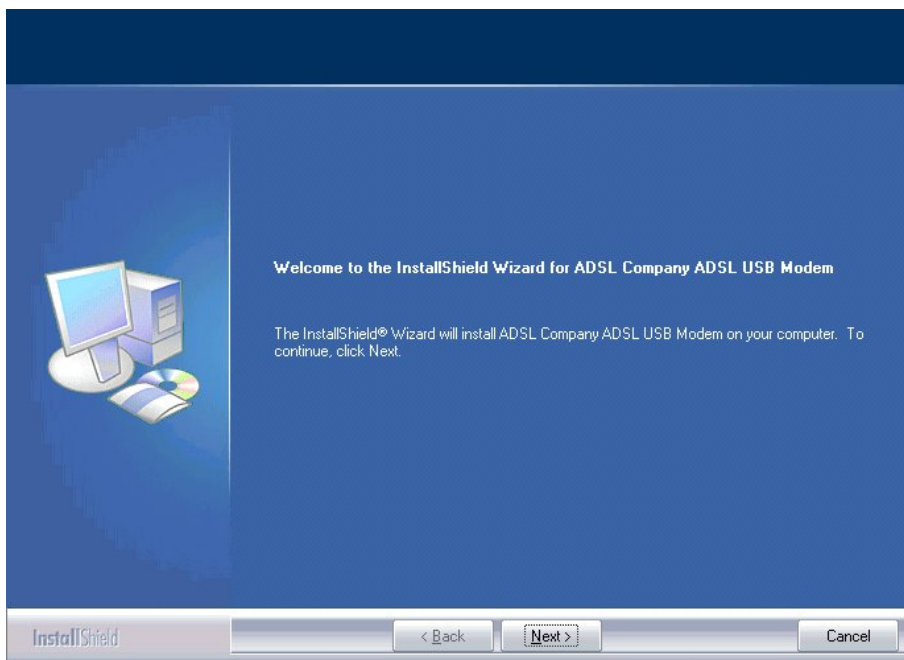 Welcome to the InstallShield Wizard for ADSL Company ADSL USB Modem
The InstallShield® Wizard will install ADSL Company ADSL USB Modem on your computer. To
continue, click Next.
InstallShield
< Back
Next >
Cancel